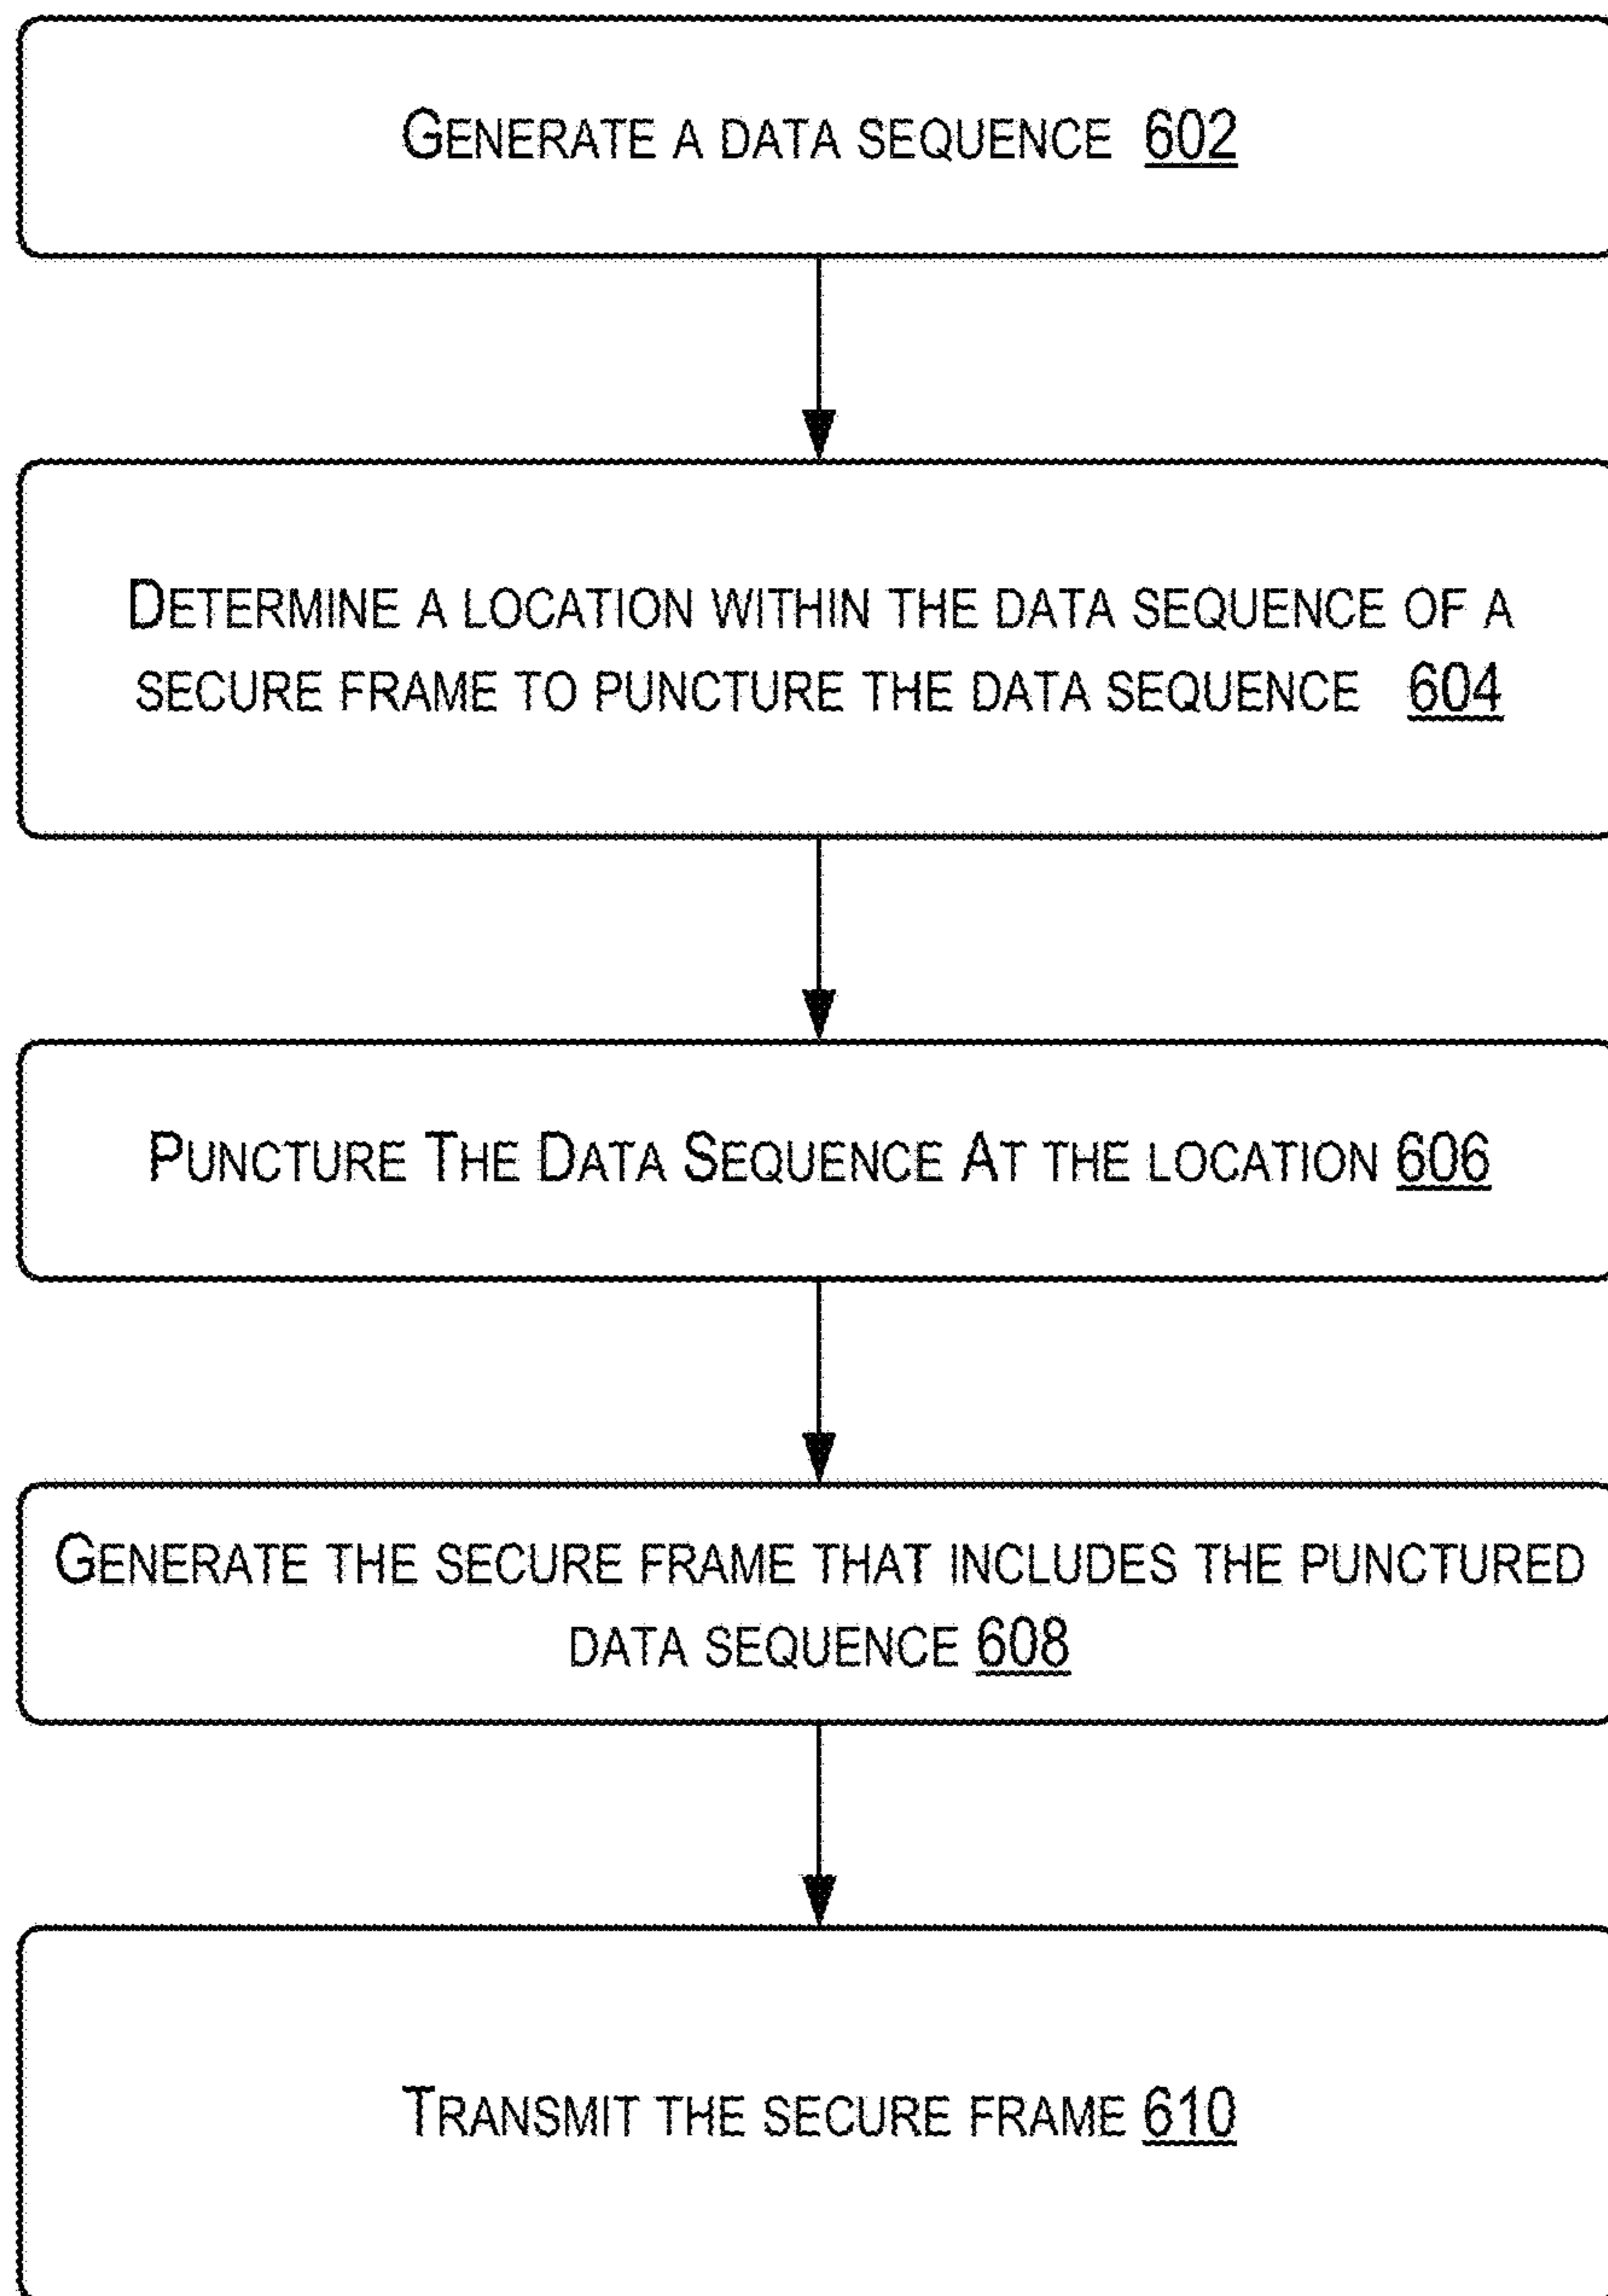 GENERATE A DATA SEQUENCE 602
DETERMINE A LOCATION WITHIN THE DATA SEQUENCE OF A
SECURE FRAME TO PUNCTURE THE DATA SEQUENCE 604
PUNCTURE THE DATA SEQUENCE AT THE LOCATION 606
GENERATE THE SECURE FRAME THAT INCLUDES THE PUNCTURED
DATA SEQUENCE 608
TRANSMIT THE SECURE FRAME 610